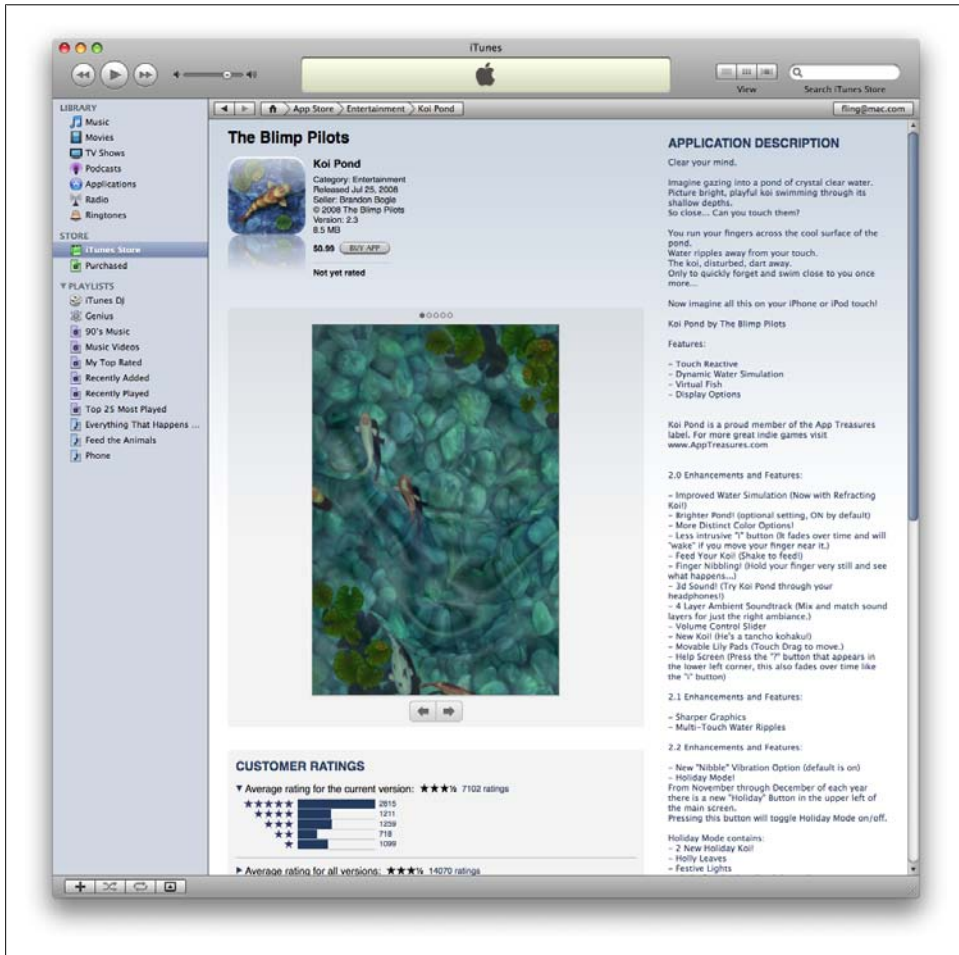 iTunes
View
Search iTunes Store
LIBRARY
Music
Movies
TV Shows
Podcasts
Applications
Radio
Ringtones
STORE
iTunes Store
Purchased
PLAYLISTS
iTunes DJ
Genius
90's Music
Music Videos
My Top Rated
Recently Added
Recently Played
Top 25 Most Played
Everything That Happens ...
Feed the Animals
Phone
App Store
Entertainment
Koi Pond
fling@mac.com
The Blimp Pilots
Koi Pond
Category: Entertainment
Released Jul 25, 2008
Seller: Brandon Bogle
© 2008 The Blimp Pilots
Version: 2.3
8.5 MB
$0.99 BUY APP
Not yet rated
CUSTOMER RATINGS
Average rating for the current version: ★★★½ 7102 ratings
★★★★★ 2815
★★★★ 1211
★★★ 1259
★★ 718
★ 1099
Average rating for all versions: ★★★½ 14070 ratings
APPLICATION DESCRIPTION
Clear your mind.
Imagine gazing into a pond of crystal clear water.
Picture bright, playful koi swimming through its
shallow depths.
So close... Can you touch them?
You run your fingers across the cool surface of the
pond.
Water ripples away from your touch.
The koi, disturbed, dart away.
Only to quickly forget and swim close to you once
more...
Now imagine all this on your iPhone or iPod touch!
Koi Pond by The Blimp Pilots
Features:
- Touch Reactive
- Dynamic Water Simulation
- Virtual Fish
- Display Options
Koi Pond is a proud member of the App Treasures
label. For more great indie games visit
www.AppTreasures.com
2.0 Enhancements and Features:
- Improved Water Simulation (Now with Refracting
Koi!)
- Brighter Pond! (optional setting, ON by default)
- More Distinct Color Options!
- Less intrusive "i" button (It fades over time and will
"wake" if you move your finger near it.)
- Feed Your Koi! (Shake to feed!)
- Finger Nibbling! (Hold your finger very still and see
what happens...)
- 3d Sound! (Try Koi Pond through your
headphones!)
- 4 Layer Ambient Soundtrack (Mix and match sound
layers for just the right ambiance.)
- Volume Control Slider
- New Koi! (He's a tancho kohaku!)
- Movable Lily Pads (Touch Drag to move.)
- Help Screen (Press the "?" button that appears in
the lower left corner, this also fades over time like
the "i" button)
2.1 Enhancements and Features:
- Sharper Graphics
- Multi-Touch Water Ripples
2.2 Enhancements and Features:
- New "Nibble" Vibration Option (default is on)
- Holiday Mode!
From November through December of each year
there is a new "Holiday" Button in the upper left of
the main screen.
Pressing this button will toggle Holiday Mode on/off.
Holiday Mode contains:
- 2 New Holiday Koi!
- Holly Leaves
- Festive Lights